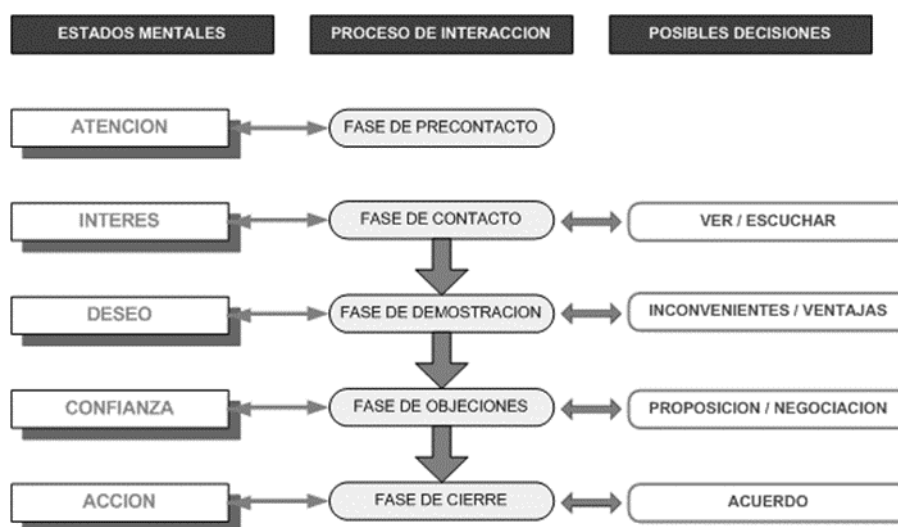 ESTADOS MENTALES
PROCESO DE INTERACCION
POSIBLES DECISIONES
ATENCION
FASE DE PRECONTACTO
INTERES
FASE DE CONTACTO
VER / ESCUCHAR
DESEO
FASE DE DEMOSTRACION
INCONVENIENTES / VENTAJAS
CONFIANZA
FASE DE OBJECIONES
PROPOSICION / NEGOCIACION
ACCION
FASE DE CIERRE
ACUERDO